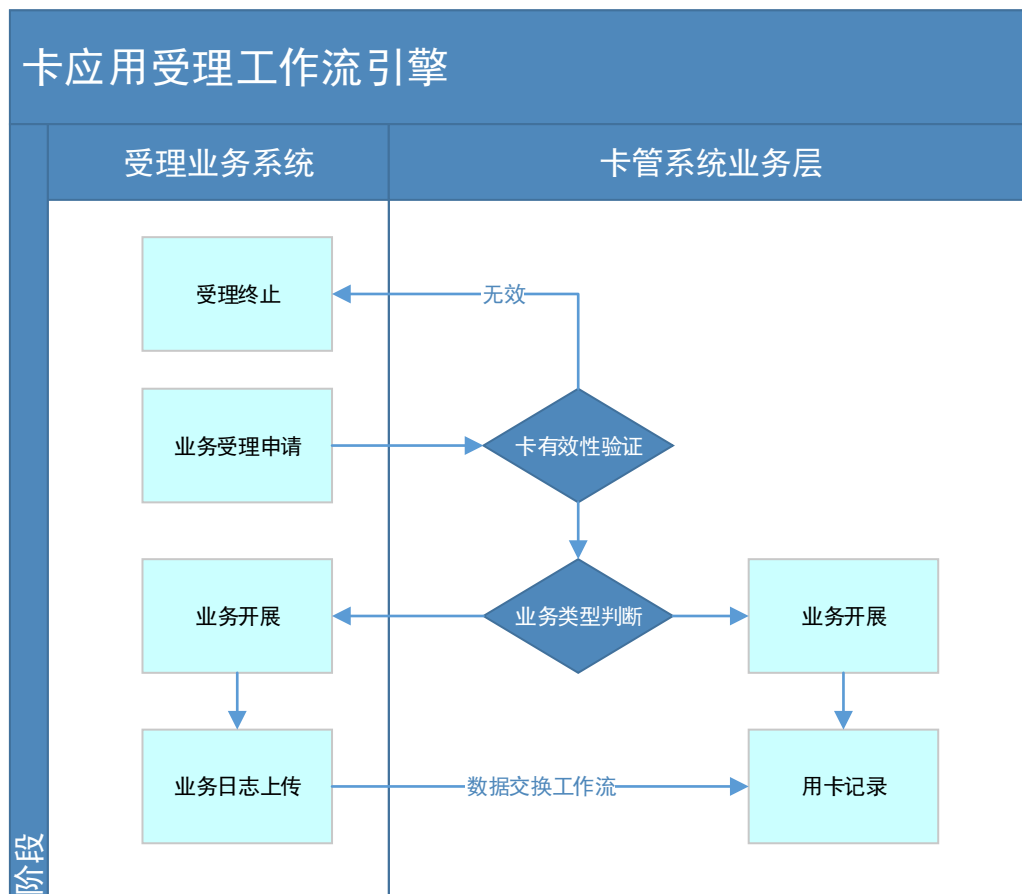 卡应用受理工作流引擎
受理业务系统
卡管系统业务层
受理终止
无效
业务受理申请
卡有效性验证
业务开展
业务类型判断
业务开展
业务日志上传
数据交换工作流
用卡记录
阶段